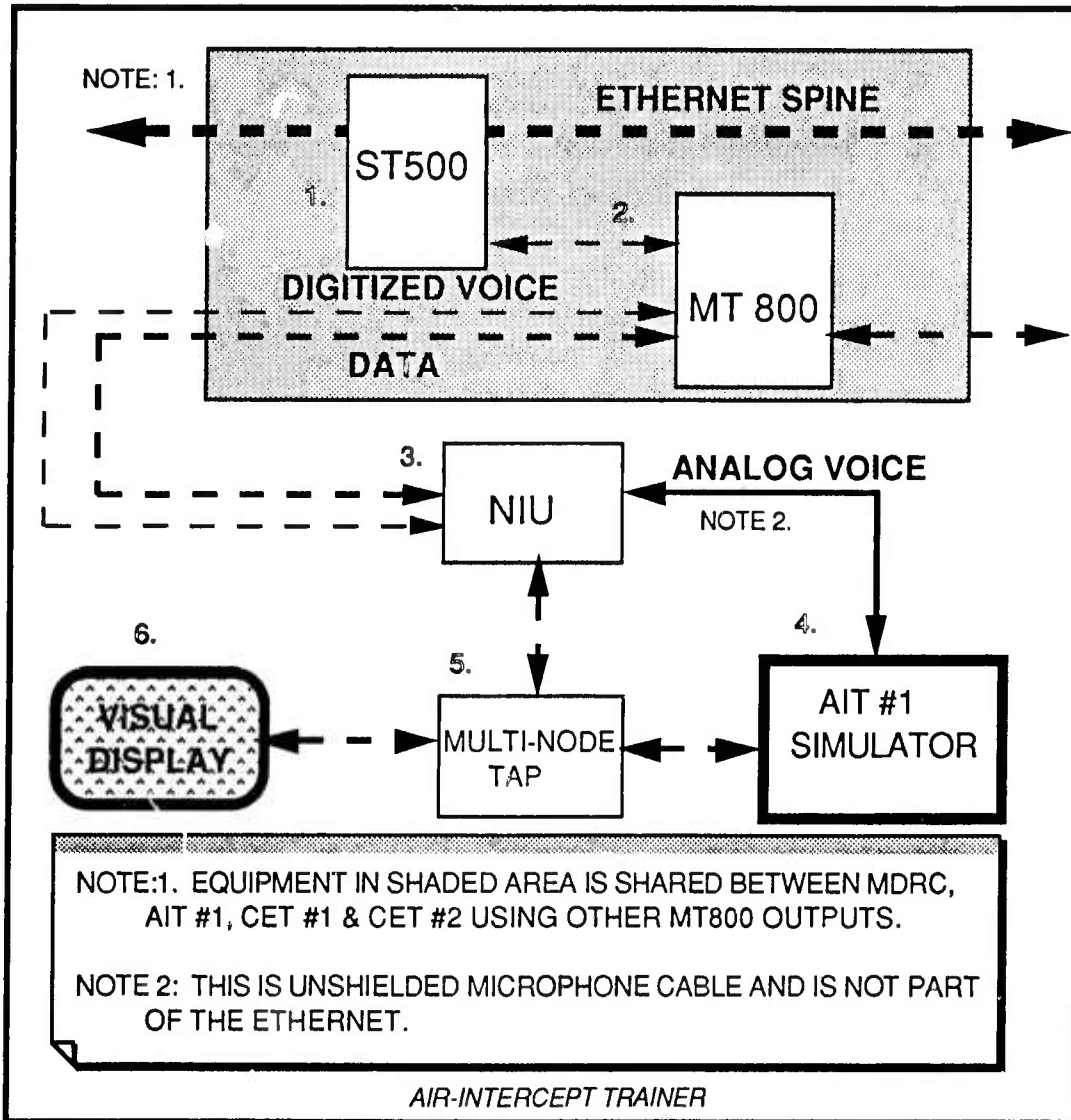 NOTE: 1.
ETHERNET SPINE
ST500
1.
2.
DIGITIZED VOICE
MT 800
DATA
3.
ANALOG VOICE
NIU
NOTE 2.
6.
4.
5.
VISUAL
DISPLAY
MULTI-NODE
TAP
AIT #1
SIMULATOR
NOTE:1. EQUIPMENT IN SHADED AREA IS SHARED BETWEEN MDRC,
AIT #1, CET #1 & CET #2 USING OTHER MT800 OUTPUTS.
NOTE 2: THIS IS UNSHIELDED MICROPHONE CABLE AND IS NOT PART
OF THE ETHERNET.
AIR-INTERCEPT TRAINER